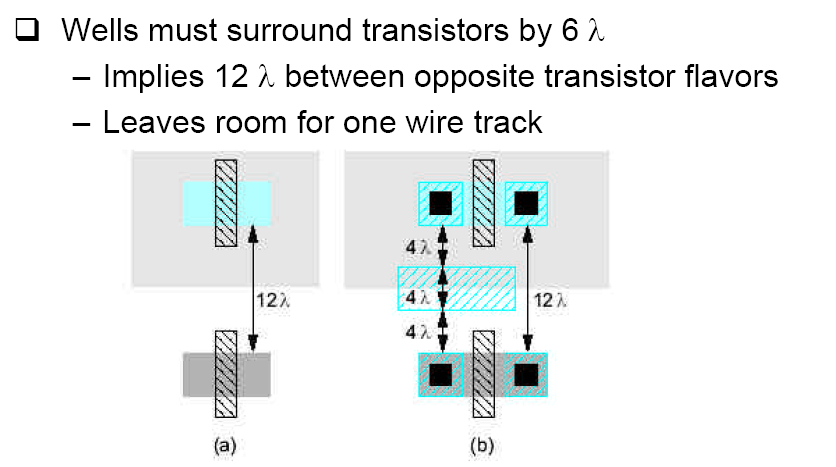 ❑ Wells must surround transistors by 6 λ
– Implies 12 λ between opposite transistor flavors
– Leaves room for one wire track
4 λ
12 λ
4 λ
12 λ
4 λ
(a)
(b)